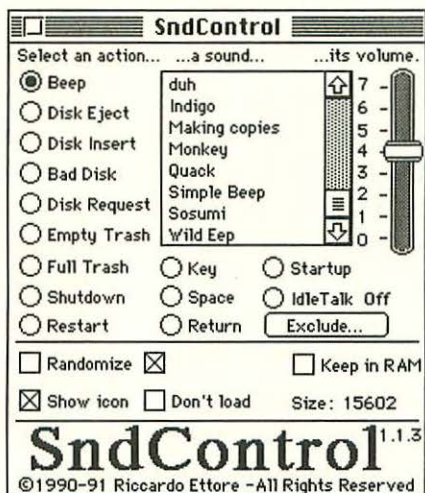 SndControl
Select an action... ...a sound... ...its volume.
Beep
Disk Eject
Disk Insert
Bad Disk
Disk Request
Empty Trash
Full Trash
Shutdown
Restart
duh
Indigo
Making copies
Monkey
Quack
Simple Beep
Sosumi
Wild Eep
7
6
5
4
3
2
1
0
Key
Space
Return
Startup
IdleTalk Off
Exclude...
Randomize
Keep in RAM
Show icon Don't load Size: 15602
SndControl 1.1.3
©1990-91 Riccardo Ettore -All Rights Reserved